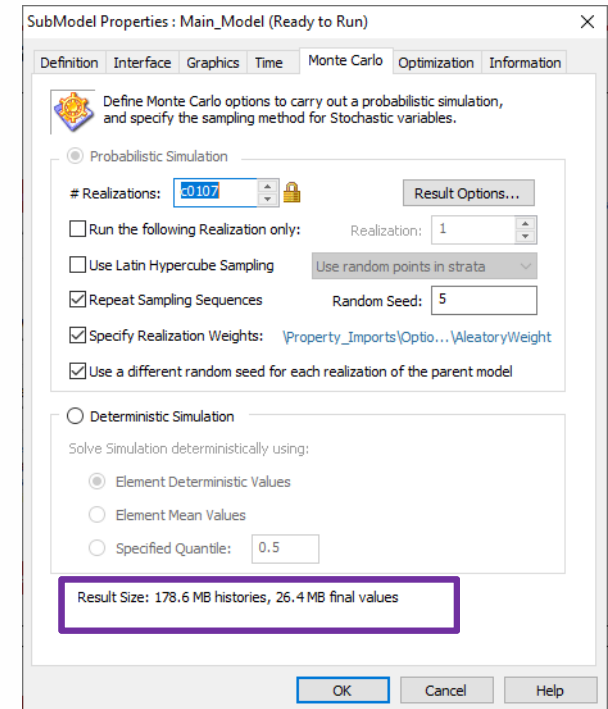 SubModel Properties : Main_Model (Ready to Run)
Definition Interface Graphics Time Monte Carlo Optimization Information
Define Monte Carlo options to carry out a probabilistic simulation,
and specify the sampling method for Stochastic variables.
Probabilistic Simulation
# Realizations: c0107 Result Options...
Run the following Realization only: Realization: 1
Use Latin Hypercube Sampling Use random points in strata
Repeat Sampling Sequences Random Seed: 5
Specify Realization Weights: \Property_Imports\Optio...\AleatoryWeight
Use a different random seed for each realization of the parent model
Deterministic Simulation
Solve Simulation deterministically using:
Element Deterministic Values
Element Mean Values
Specified Quantile: 0.5
Result Size: 178.6 MB histories, 26.4 MB final values
OK Cancel Help